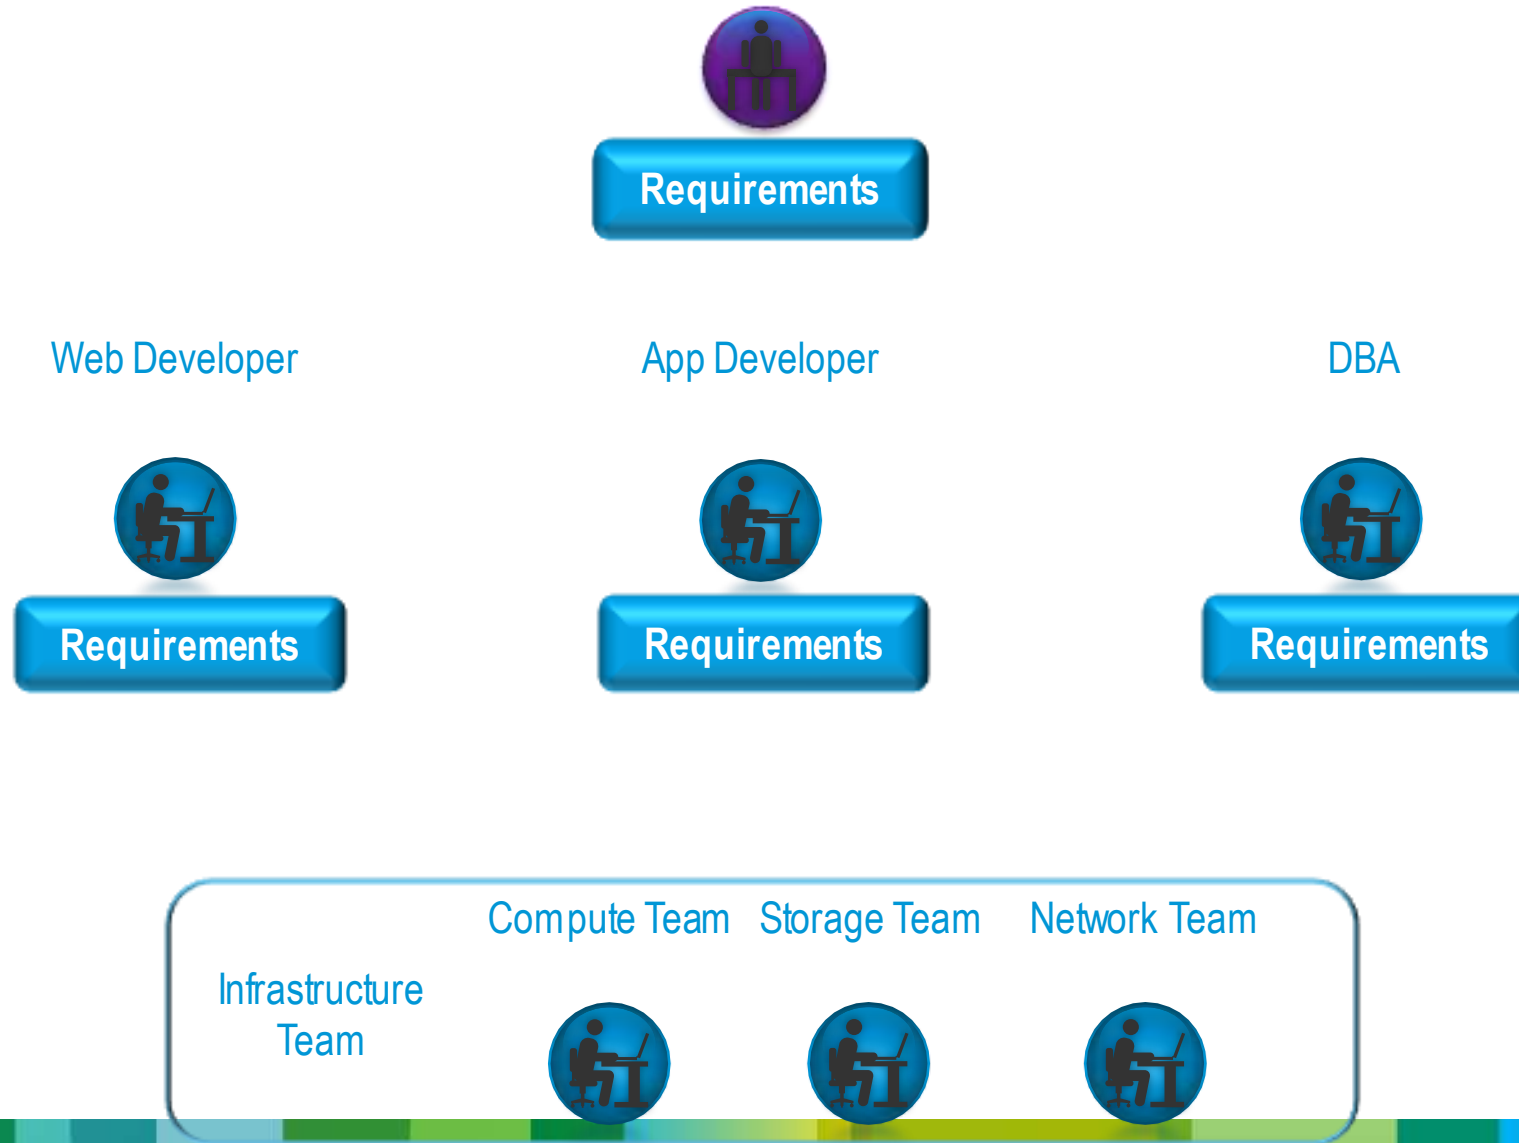 Requirements
Web Developer
App Developer
DBA
Requirements
Requirements
Requirements
Compute Team
Storage Team
Network Team
Infrastructure
Team